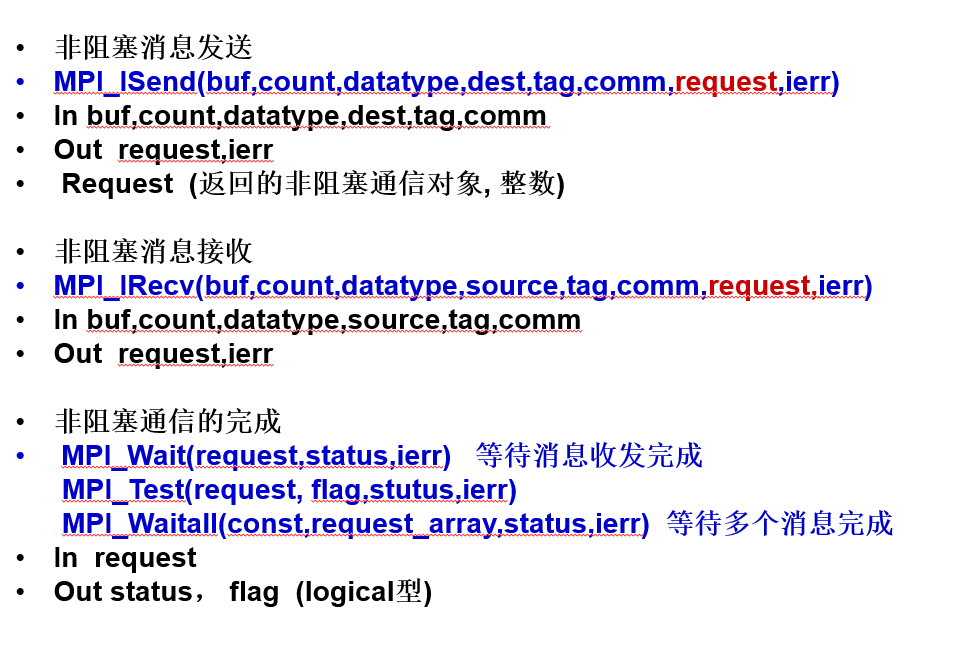 • 非阻塞消息发送
• MPI_ISend(buf,count,datatype,dest,tag,comm,request,ierr)
• In buf,count,datatype,dest,tag,comm
• Out request,ierr
• Request (返回的非阻塞通信对象, 整数)
• 非阻塞消息接收
• MPI_IRecv(buf,count,datatype,source,tag,comm,request,ierr)
• In buf,count,datatype,source,tag,comm
• Out request,ierr
• 非阻塞通信的完成
• MPI_Wait(request,status,ierr) 等待消息收发完成
MPI_Test(request, flag,stutus,ierr)
MPI_Waitall(const,request_array,status,ierr) 等待多个消息完成
• In request
• Out status， flag (logical型)